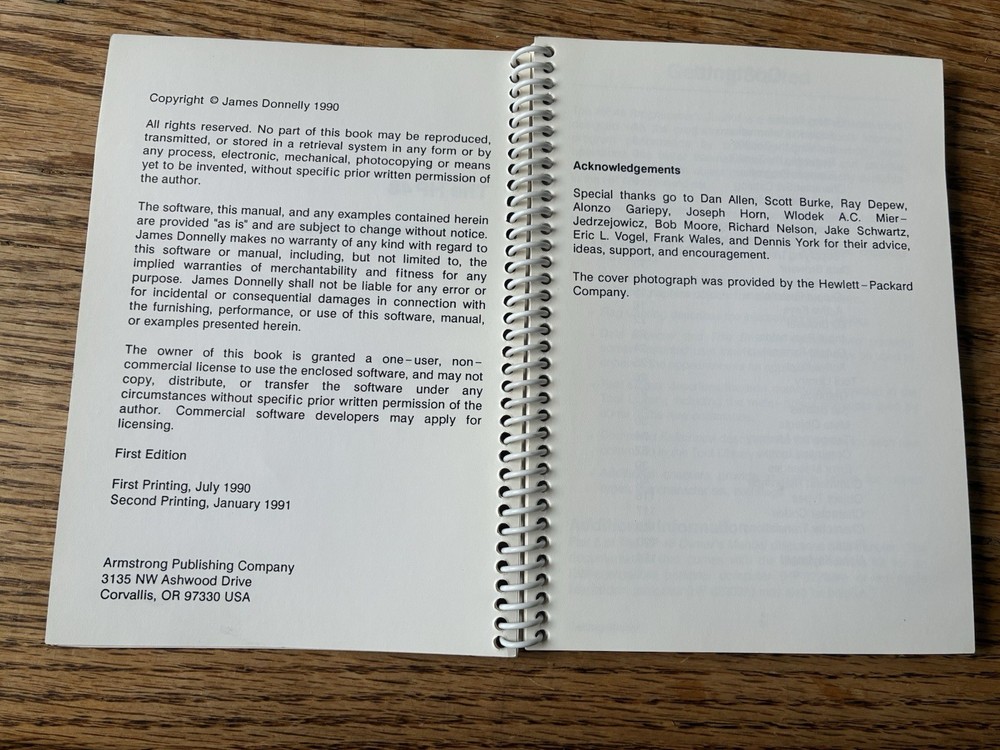 Copyright © James Donnelly 1990
All rights reserved. No part of this book may be reproduced,
transmitted, or stored in a retrieval system in any form or by
any process, electronic, mechanical, photocopying or means
yet to be invented, without specific prior written permission of
the author.
The software, this manual, and any examples contained herein
are provided "as is" and are subject to change without notice.
James Donnelly makes no warranty of any kind with regard to
this software or manual, including, but not limited to, the
implied warranties of merchantability and fitness for any
purpose. James Donnelly shall not be liable for any error or
for incidental or consequential damages in connection with
the furnishing, performance, or use of this software, manual,
or examples presented herein.
The owner of this book is granted a one-user, non-
commercial license to use the enclosed software, and may not
copy, distribute, or transfer the software under any
circumstances without specific prior written permission of the
author. Commercial software developers may apply for
licensing.
First Edition
First Printing, July 1990
Second Printing, January 1991
Armstrong Publishing Company
3135 NW Ashwood Drive
Corvallis, OR 97330 USA
Acknowledgements
Special thanks go to Dan Allen, Scott Burke, Ray Depew,
Alonzo Gariepy, Joseph Horn, Wlodek A.C. Mier-
Jedrzejowicz, Bob Moore, Richard Nelson, Jake Schwartz,
Eric L. Vogel, Frank Wales, and Dennis York for their advice,
ideas, support, and encouragement.
The cover photograph was provided by the Hewlett-Packard
Company.